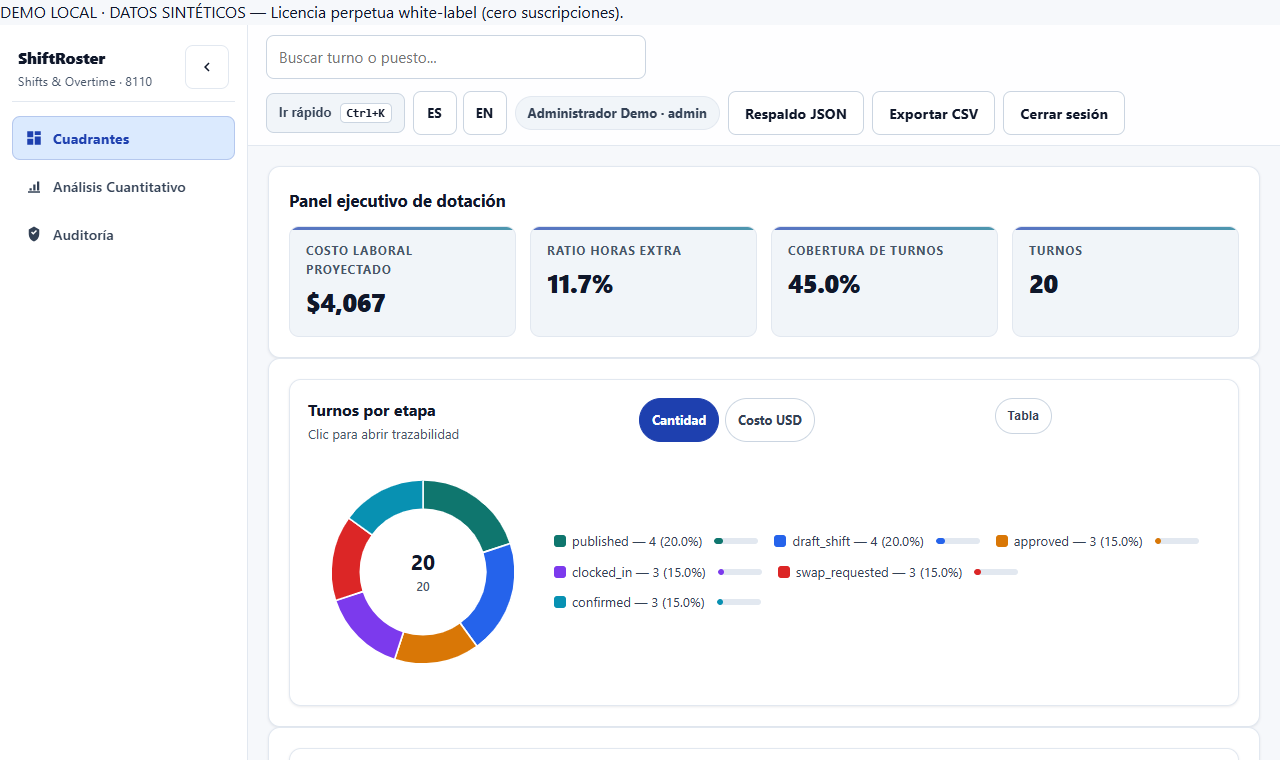 DEMO LOCAL · DATOS SINTÉTICOS — Licencia perpetua white-label (cero suscripciones).
ShiftRoster
Shifts & Overtime · 8110
Cuadrantes
Análisis Cuantitativo
Auditoría
Buscar turno o puesto...
Ir rápido Ctrl+K
ES
EN
Administrador Demo · admin
Respaldo JSON
Exportar CSV
Cerrar sesión
Panel ejecutivo de dotación
COSTO LABORAL
PROYECTADO
$4,067
RATIO HORAS EXTRA
11.7%
COBERTURA DE TURNOS
45.0%
TURNOS
20
Turnos por etapa
Clic para abrir trazabilidad
Cantidad
Costo USD
Tabla
20
20
published — 4 (20.0%)
draft_shift — 4 (20.0%)
approved — 3 (15.0%)
clocked_in — 3 (15.0%)
swap_requested — 3 (15.0%)
confirmed — 3 (15.0%)